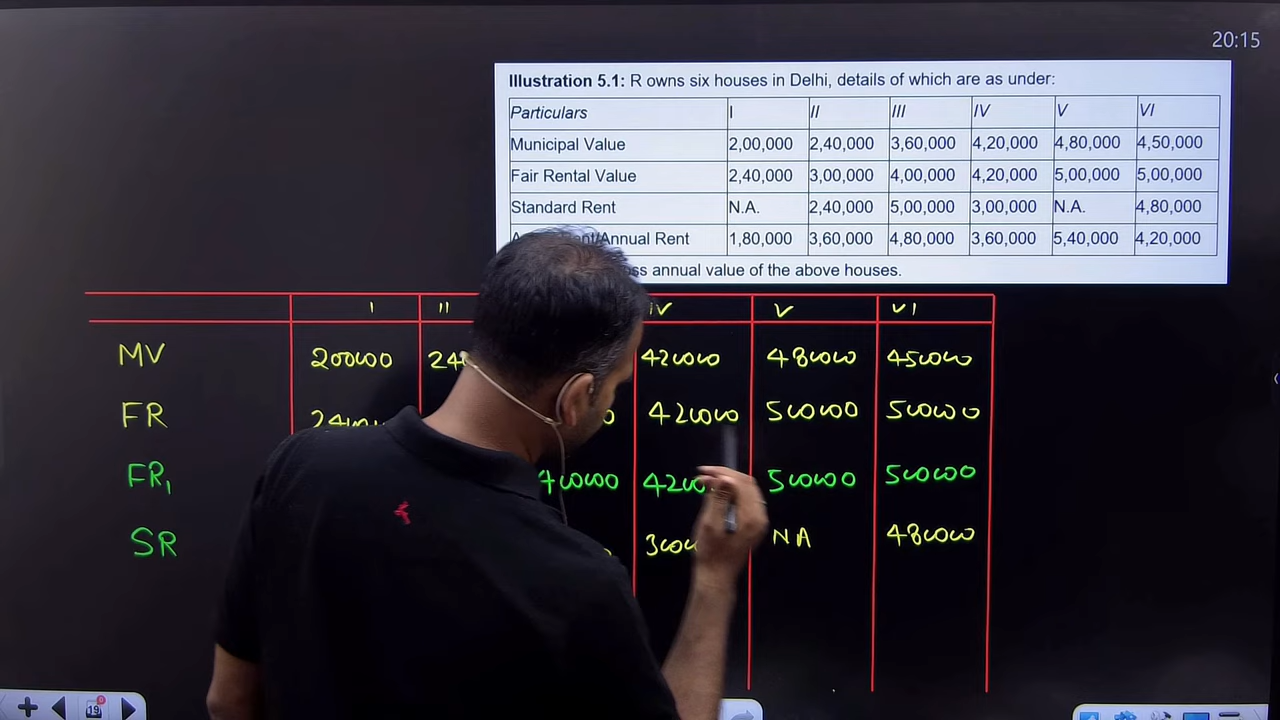 20:15
Illustration 5.1: R owns six houses in Delhi, details of which are as under:
Particulars I II III IV V VI
Municipal Value 2,00,000 2,40,000 3,60,000 4,20,000 4,80,000 4,50,000
Fair Rental Value 2,40,000 3,00,000 4,00,000 4,20,000 5,00,000 5,00,000
Standard Rent N.A. 2,40,000 5,00,000 3,00,000 N.A. 4,80,000
Rent 1,80,000 3,60,000 4,80,000 3,60,000 5,40,000 4,20,000
annual value of the above houses.
I II IV V VI
MV 200000 420000 480000 450000
FR 420000 500000 500000
FR1 500000 500000
SR NA 480000
19